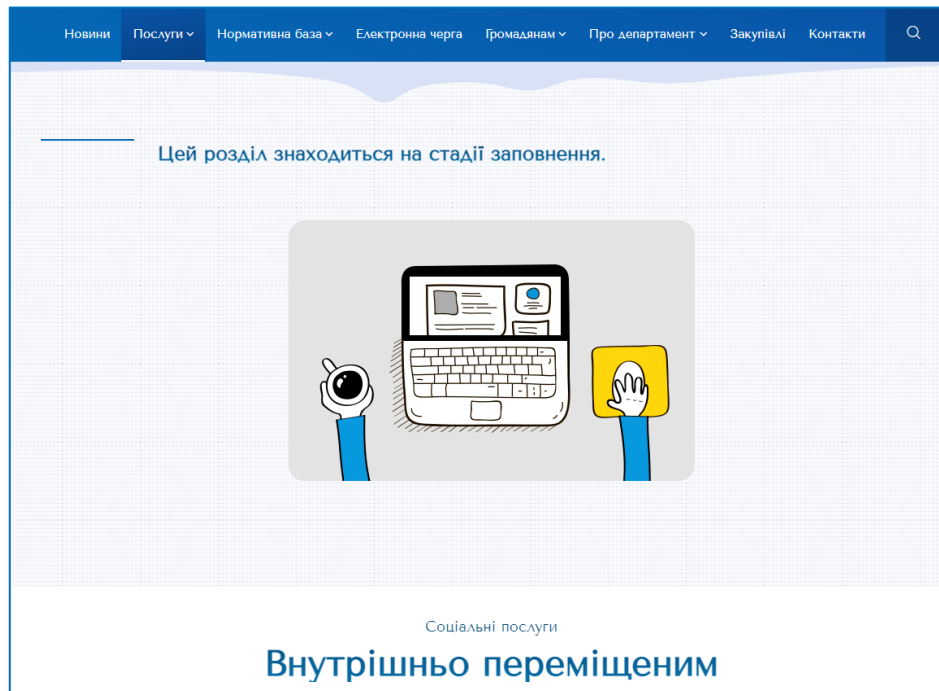 Новини Послуги Нормативна база Електронна черга Громадянам Про департамент Закупівлі Контакти
Цей розділ знаходиться на стадії заповнення.
Соціальні послуги
Внутрішньо переміщеним